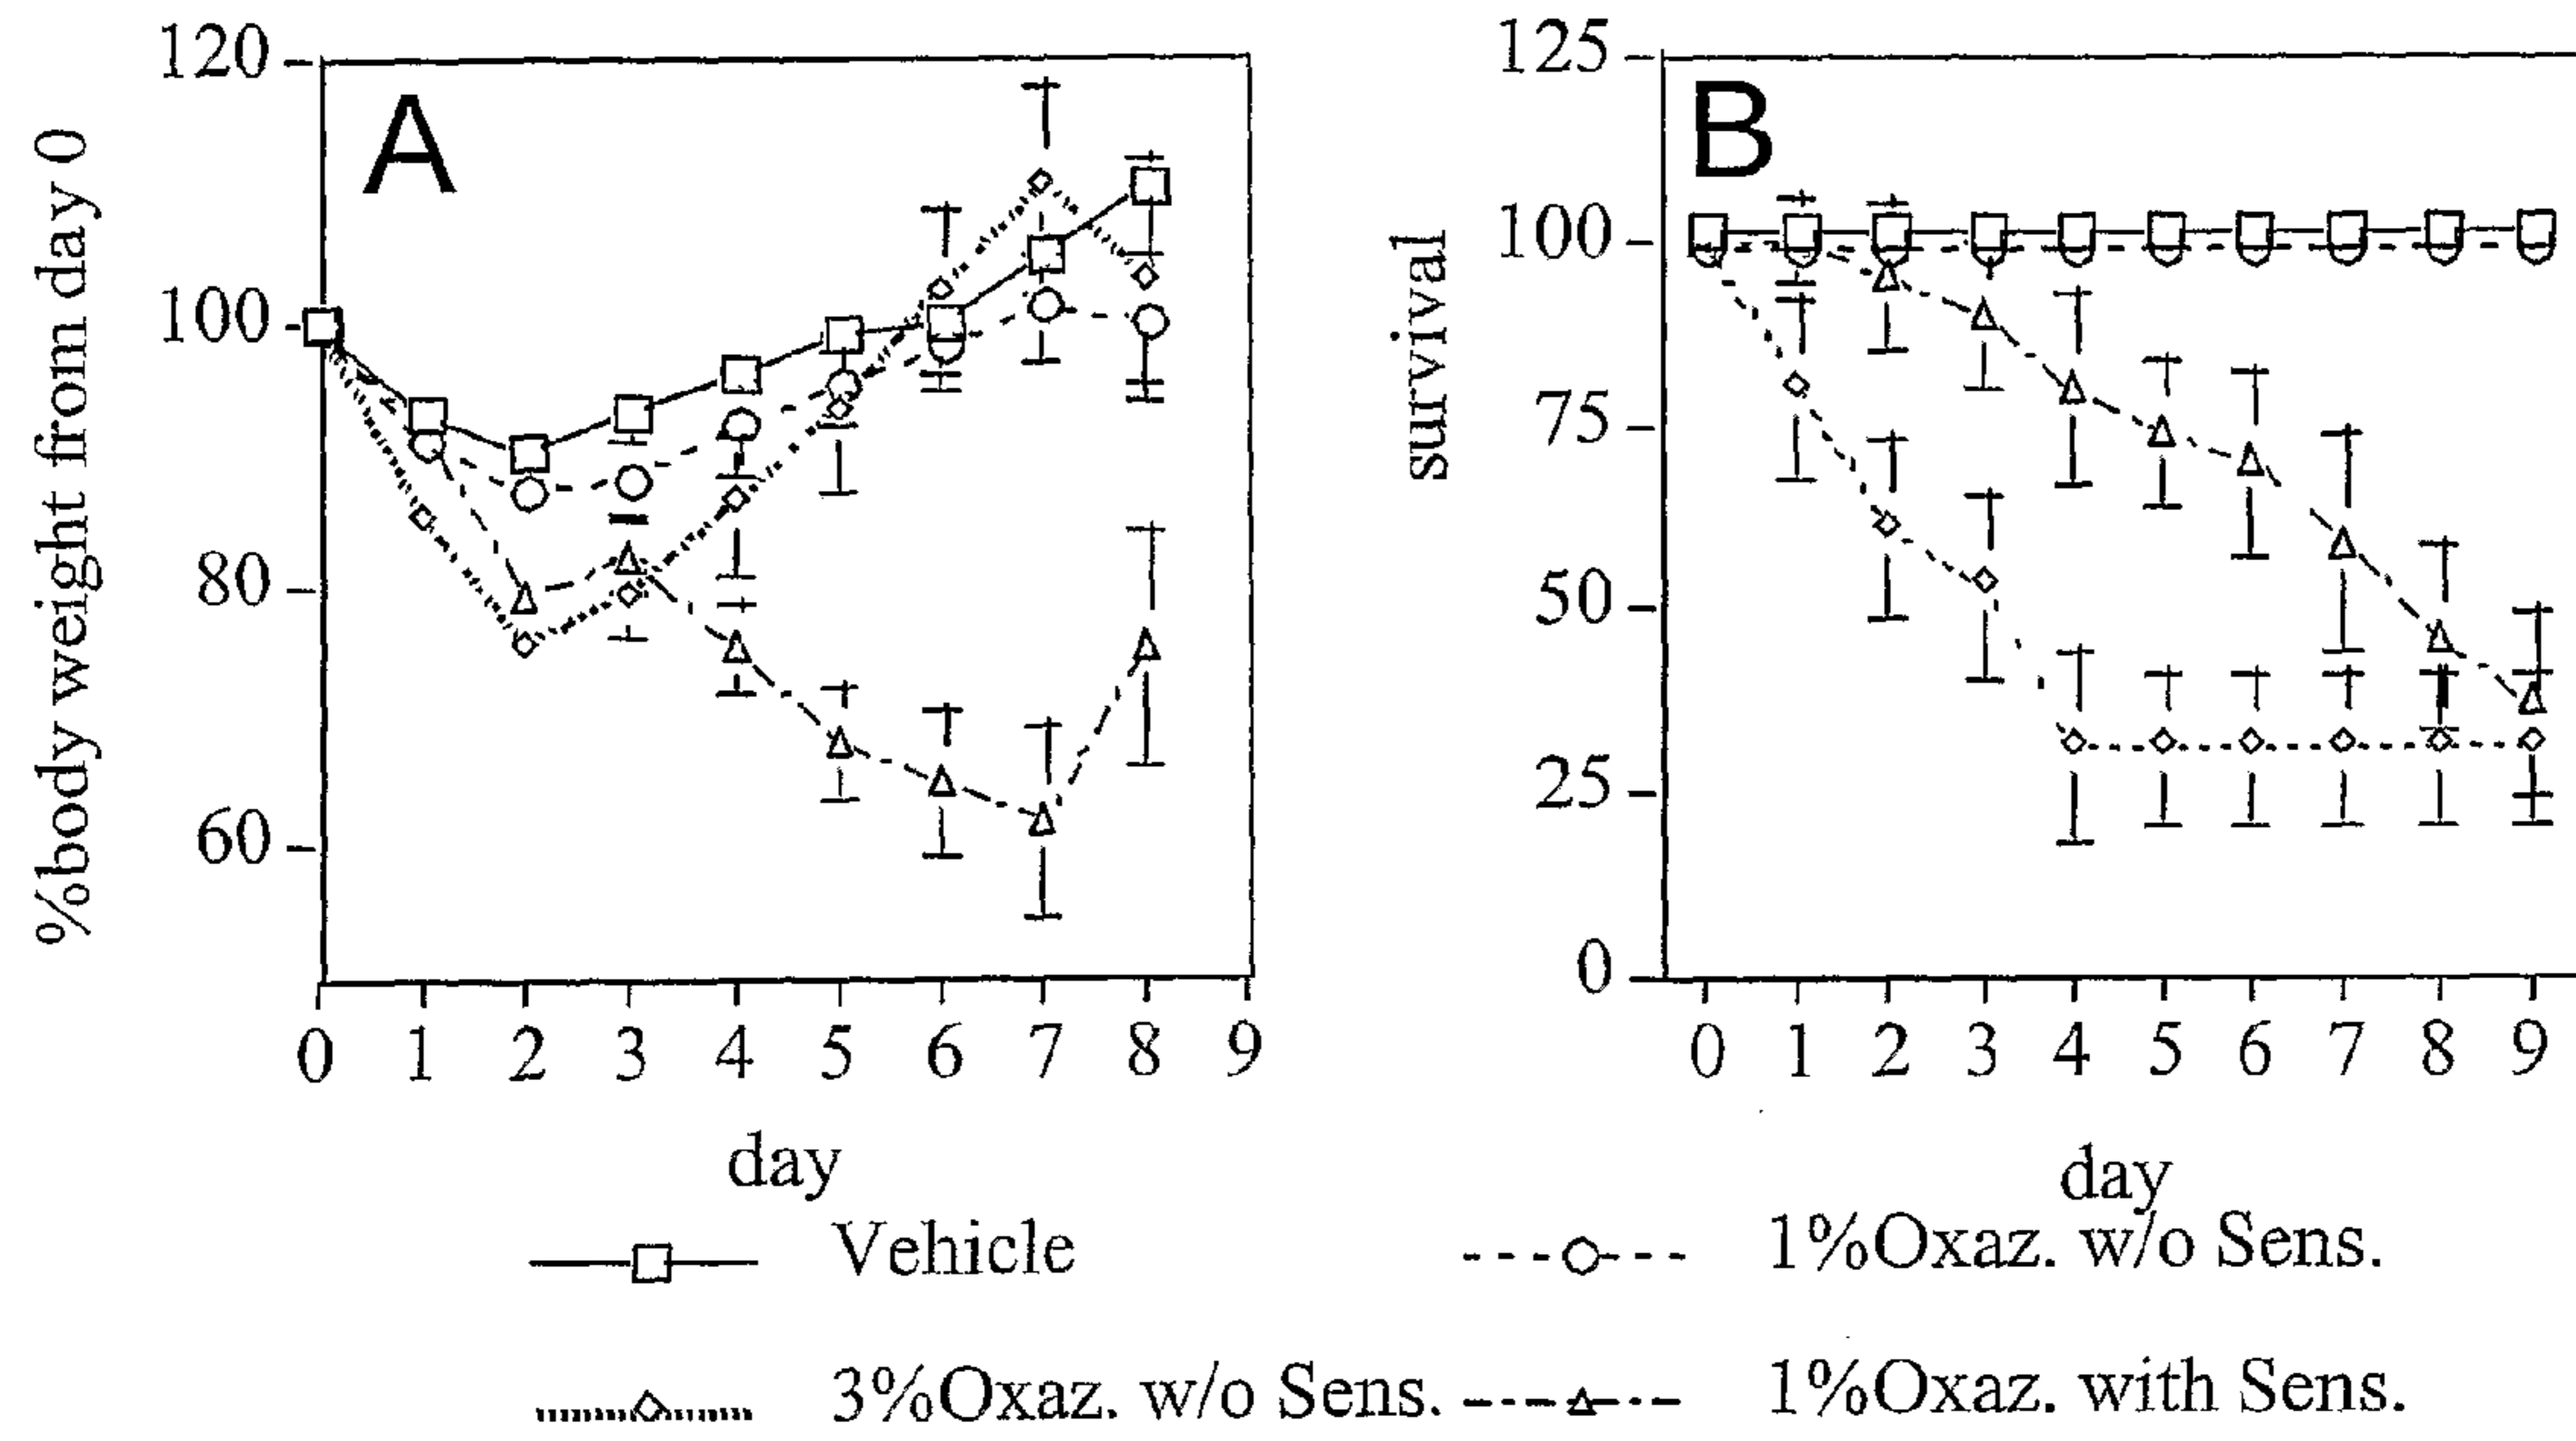 120
100
80
60
%body weight from day 0
A
0 1 2 3 4 5 6 7 8 9
day
125
100
75
50
25
0
survival
B
0 1 2 3 4 5 6 7 8 9
day
Vehicle
1%Oxaz. w/o Sens.
3%Oxaz. w/o Sens.
1%Oxaz. with Sens.